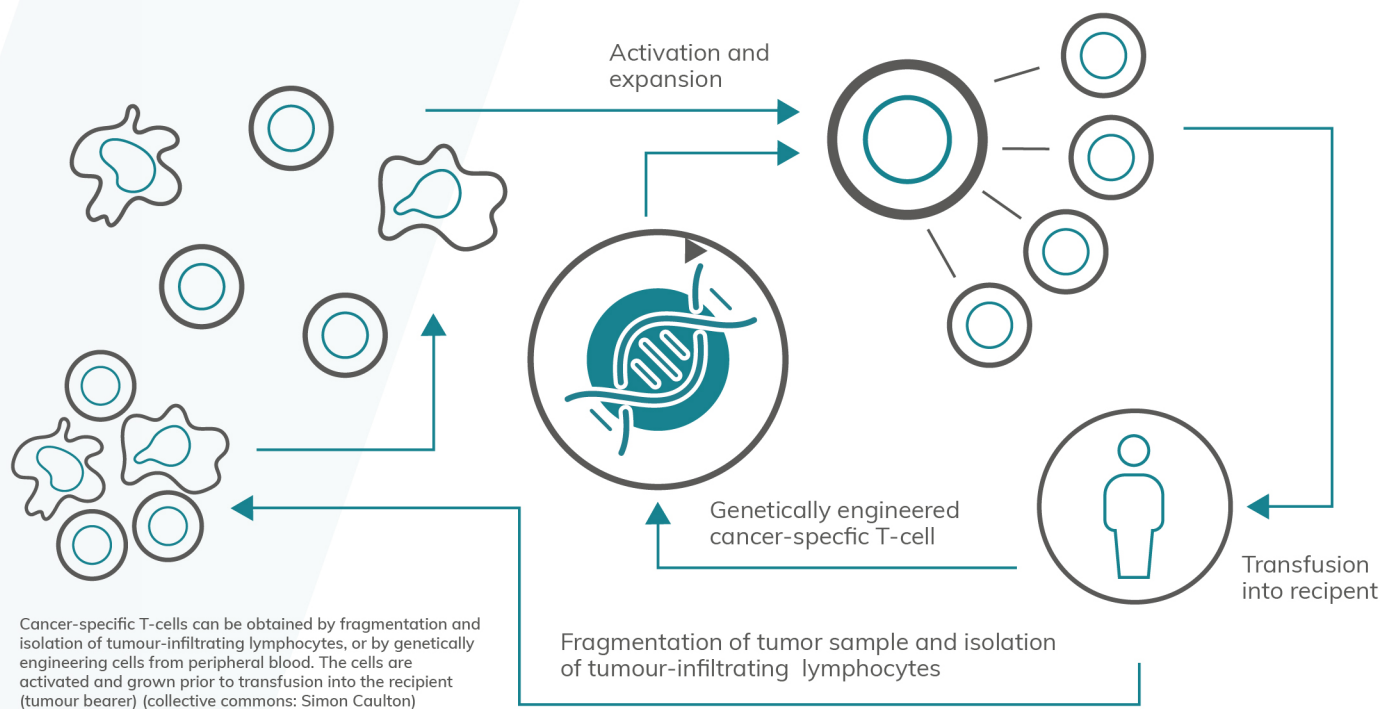 Activation and
expansion
Genetically engineered
cancer-specfic T-cell
Transfusion
into recipent
Fragmentation of tumor sample and isolation
of tumour-infiltrating lymphocytes
Cancer-specific T-cells can be obtained by fragmentation and
isolation of tumour-infiltrating lymphocytes, or by genetically
engineering cells from peripheral blood. The cells are
activated and grown prior to transfusion into the recipient
(tumour bearer) (collective commons: Simon Caulton)